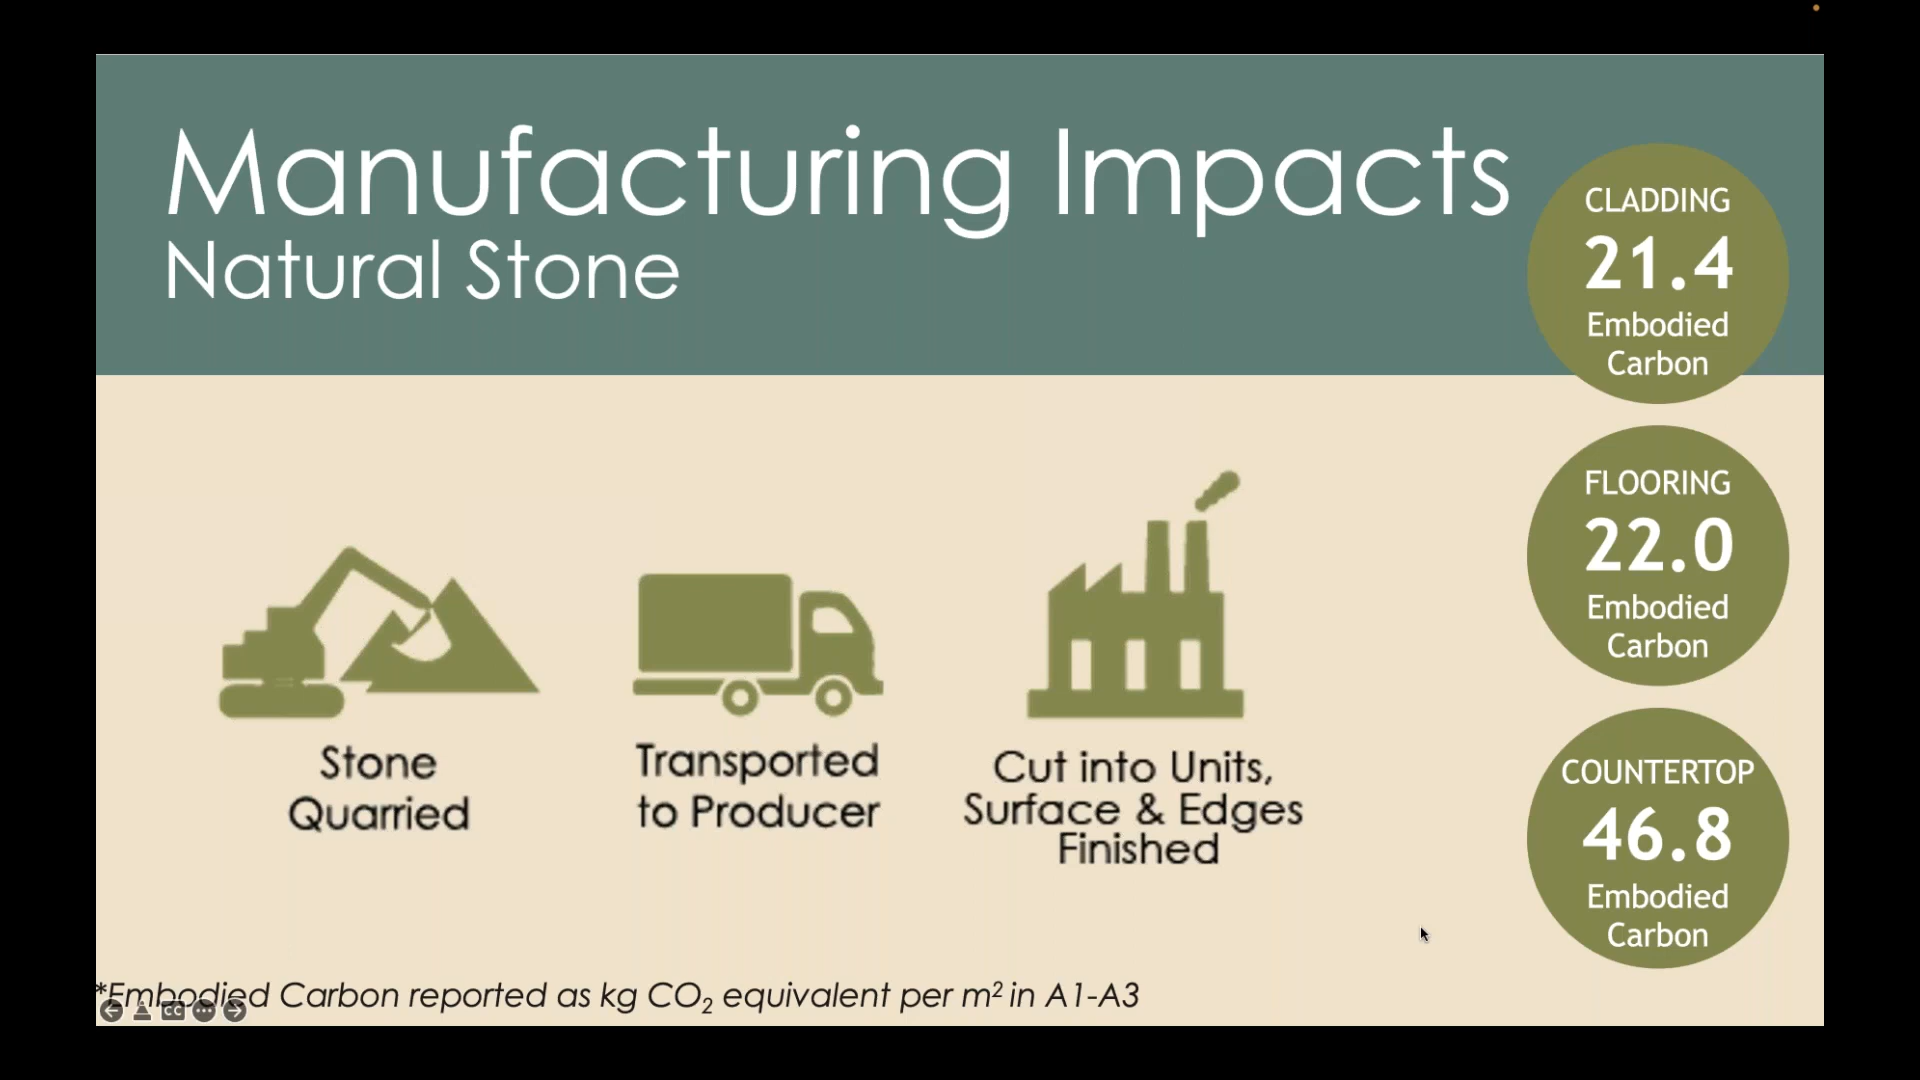 Manufacturing Impacts
Natural Stone
CLADDING
21.4
Embodied
Carbon
FLOORING
22.0
Embodied
Carbon
COUNTERTOP
46.8
Embodied
Carbon
Stone
Quarried
Transported
to Producer
Cut into Units,
Surface & Edges
Finished
*Embodied Carbon reported as kg CO₂ equivalent per m² in A1-A3
CC